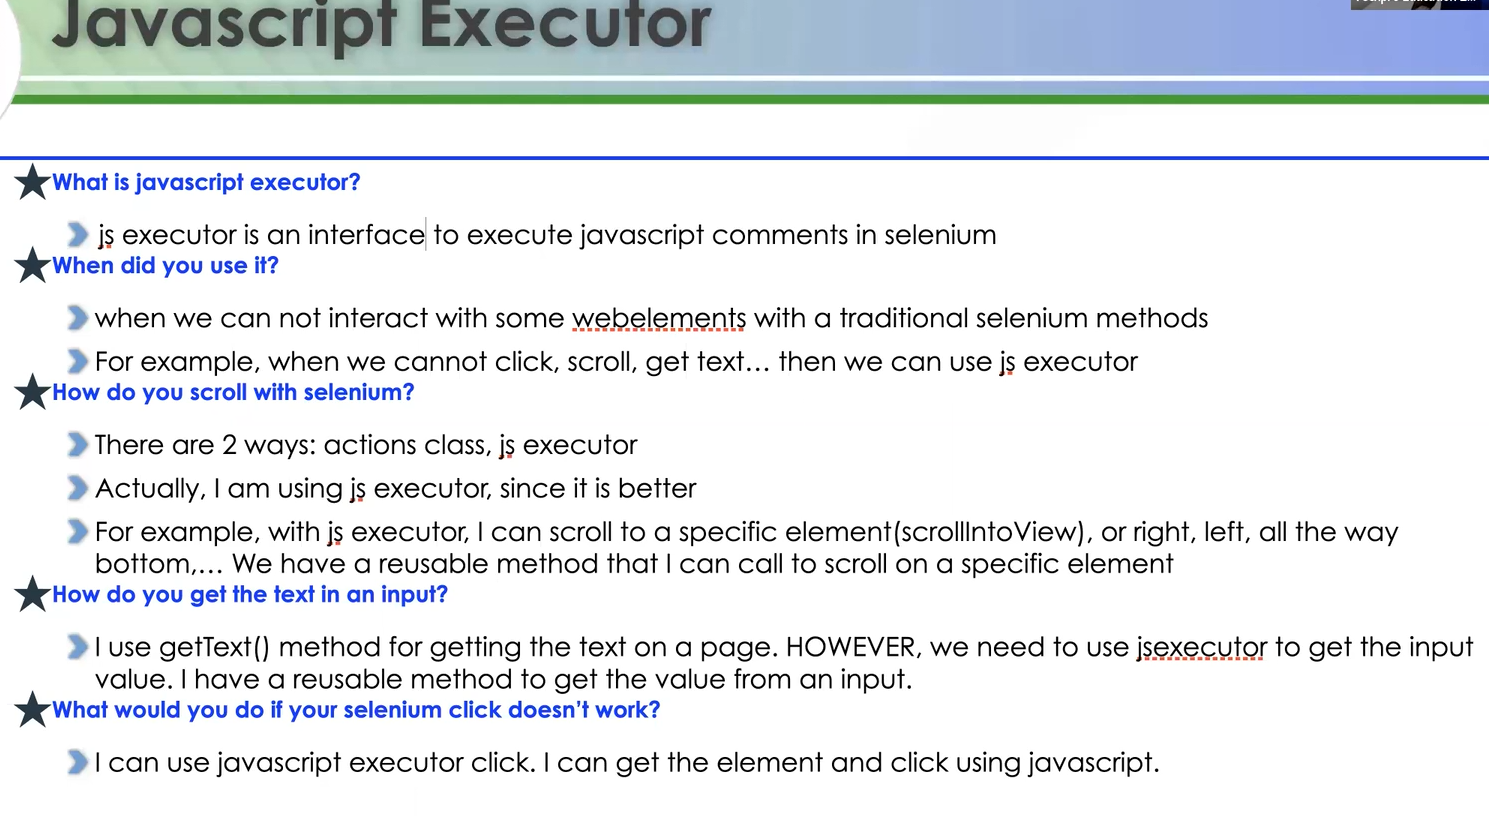 Javascript Executor
What is javascript executor?
js executor is an interface to execute javascript comments in selenium
When did you use it?
when we can not interact with some webelements with a traditional selenium methods
For example, when we cannot click, scroll, get text... then we can use js executor
How do you scroll with selenium?
There are 2 ways: actions class, js executor
Actually, I am using js executor, since it is better
For example, with js executor, I can scroll to a specific element(scrollIntoView), or right, left, all the way
bottom,... We have a reusable method that I can call to scroll on a specific element
How do you get the text in an input?
I use getText() method for getting the text on a page. HOWEVER, we need to use jsexecutor to get the input
value. I have a reusable method to get the value from an input.
What would you do if your selenium click doesn't work?
I can use javascript executor click. I can get the element and click using javascript.